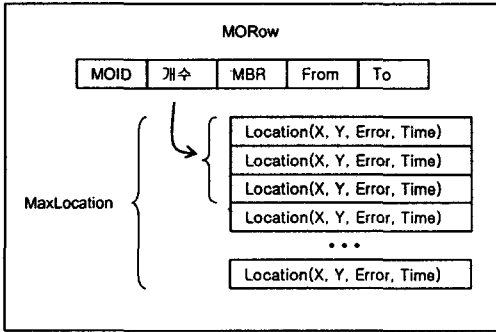 MORow
MOID 개수 MBR From To
Location(X, Y, Error, Time)
Location(X, Y, Error, Time)
Location(X, Y, Error, Time)
MaxLocation
Location(X, Y, Error, Time)
...
Location(X, Y, Error, Time)